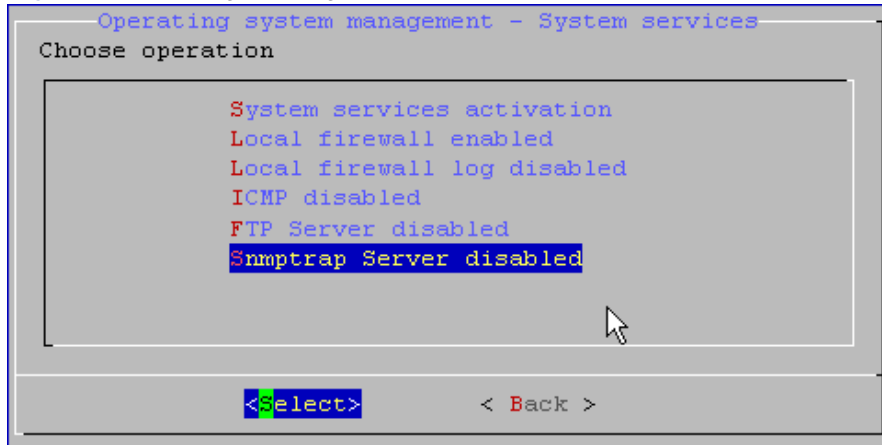 Operating system management - System services
Choose operation
System services activation
Local firewall enabled
Local firewall log disabled
ICMP disabled
FTP Server disabled
Snmptrap Server disabled
<Select> < Back >